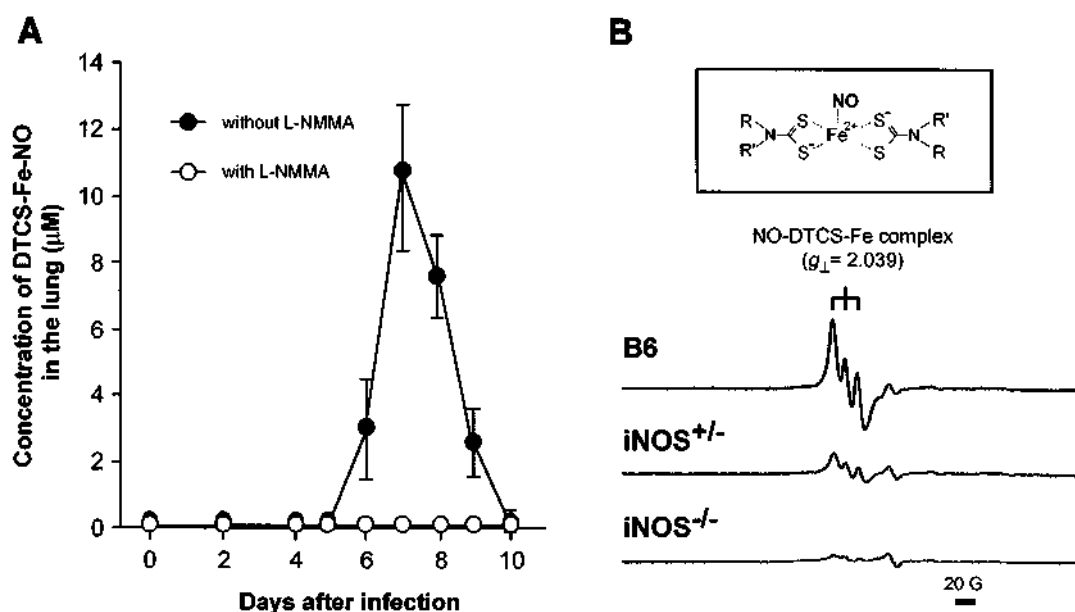 A
14
12
10
8
6
4
2
0
0
2
4
6
8
10
Concentration of DTCS-Fe-NO
in the lung (μM)
Days after infection
without L-NMMA
with L-NMMA
B
NO
R
R'
N
S
S⁻
Fe²⁺
S⁻
S
N
R'
R
NO-DTCS-Fe complex
(g⊥= 2.039)
B6
iNOS+/-
iNOS-/-
20 G